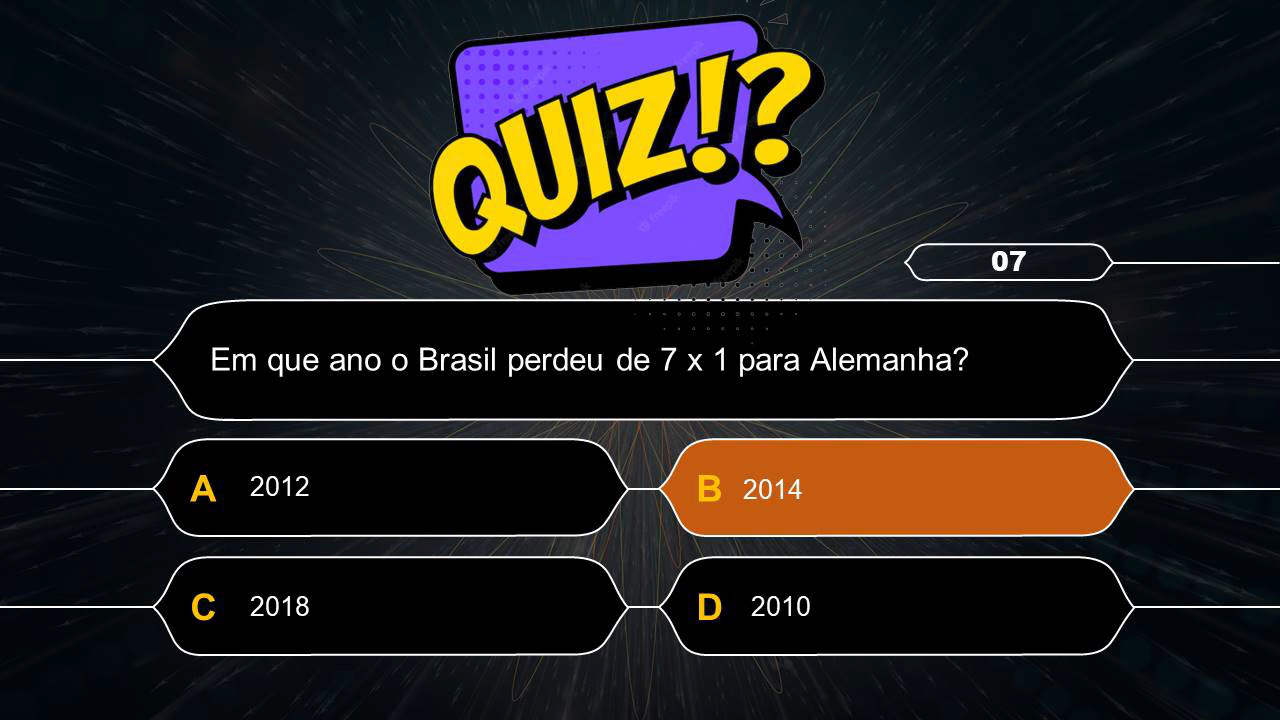 QUIZ!?
07
Em que ano o Brasil perdeu de 7 x 1 para Alemanha?
A 2012
B 2014
C 2018
D 2010